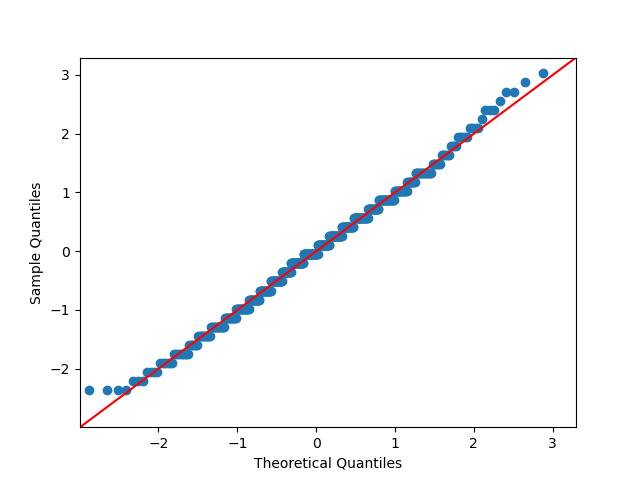 3
2
1
0
−1
−2
Sample Quantiles
−2 −1 0 1 2 3
Theoretical Quantiles